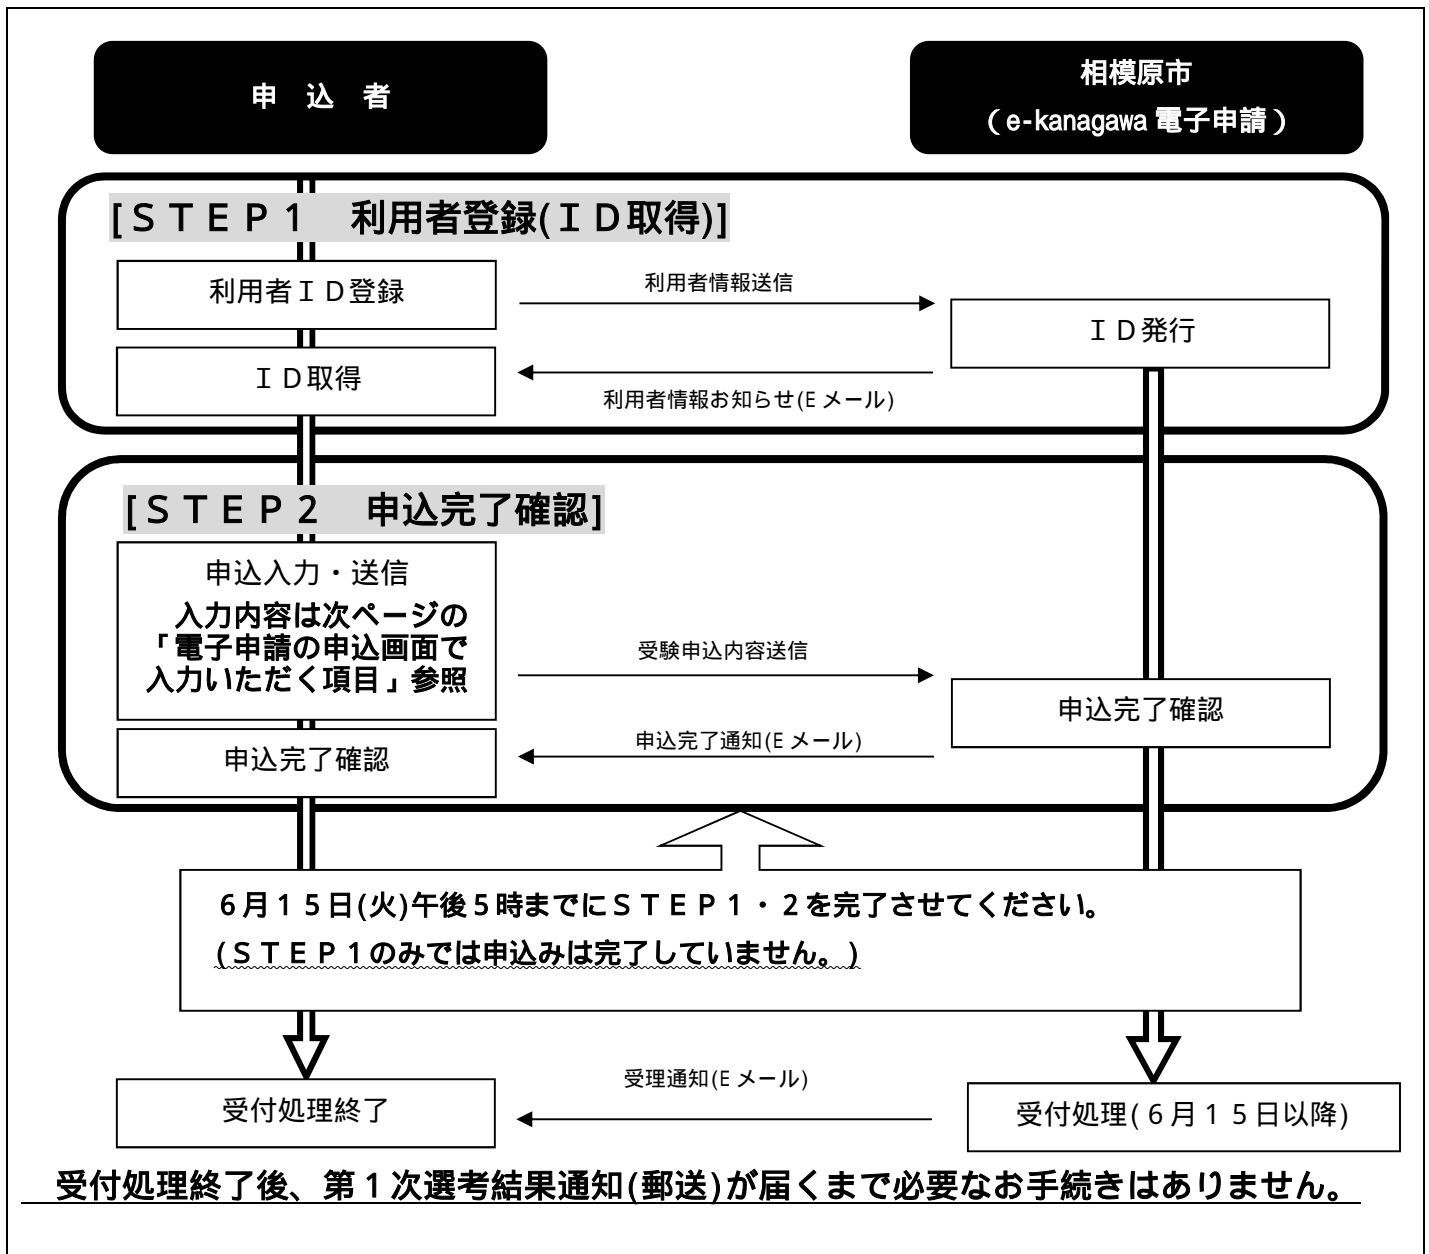 申　込　者
相模原市
（e-kanagawa 電子申請）
[ＳＴＥＰ１　利用者登録(ＩＤ取得)]
利用者ＩＤ登録
利用者情報送信
ＩＤ発行
ＩＤ取得
利用者情報お知らせ(E メール)
[ＳＴＥＰ２　申込完了確認]
申込入力・送信
入力内容は次ページの
「電子申請の申込画面で
入力いただく項目」参照
受験申込内容送信
申込完了確認
申込完了通知(E メール)
申込完了確認
６月１５日(火)午後５時までにＳＴＥＰ１・２を完了させてください。
(ＳＴＥＰ１のみでは申込みは完了していません。)
受理通知(E メール)
受付処理終了
受付処理(６月１５日以降)
受付処理終了後、第１次選考結果通知(郵送)が届くまで必要なお手続きはありません。